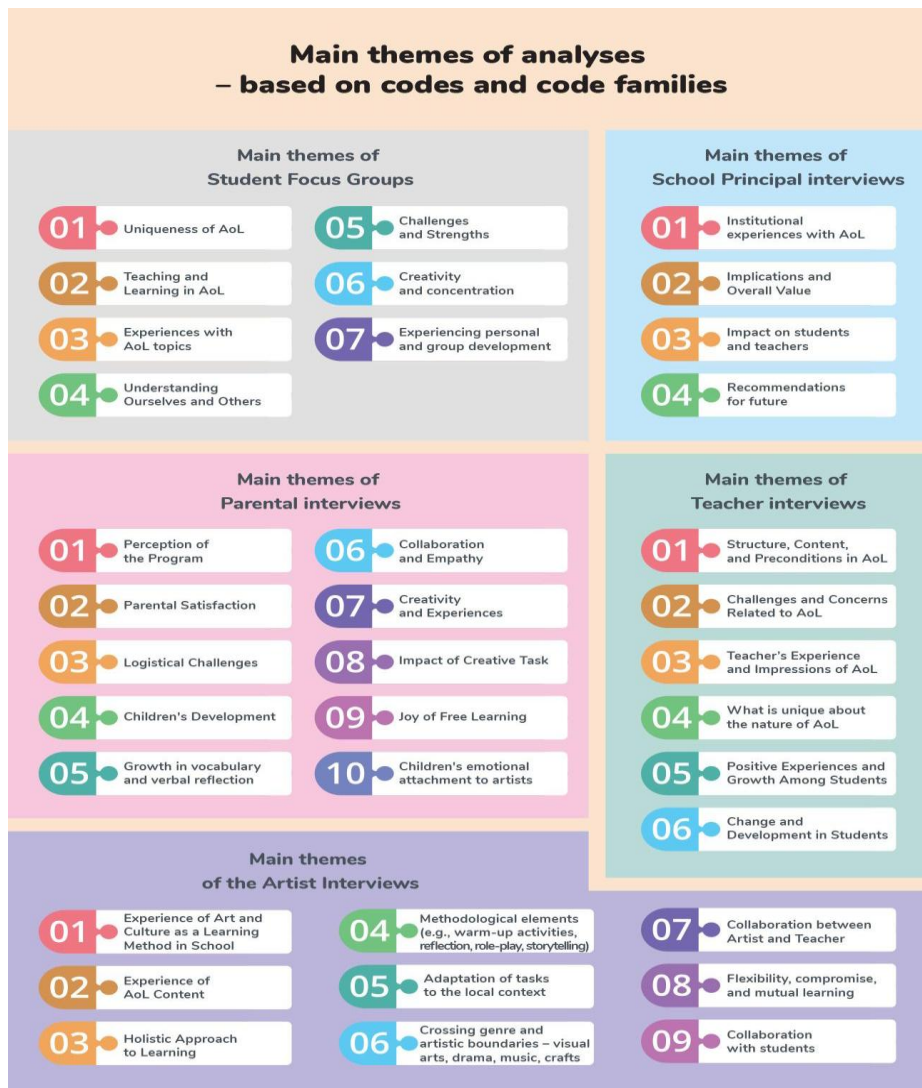 Main themes of analyses
– based on codes and code families
Main themes of
Student Focus Groups
01
Uniqueness of AoL
02
Teaching and
Learning in AoL
03
Experiences with
AoL topics
04
Understanding
Ourselves and Others
05
Challenges
and Strengths
06
Creativity
and concentration
07
Experiencing personal
and group development
Main themes of
School Principal interviews
01
Institutional
experiences with AoL
02
Implications and
Overall Value
03
Impact on students
and teachers
04
Recommendations
for future
Main themes of
Parental interviews
01
Perception of
the Program
02
Parental Satisfaction
03
Logistical Challenges
04
Children's Development
05
Growth in vocabulary
and verbal reflection
06
Collaboration
and Empathy
07
Creativity
and Experiences
08
Impact of Creative Task
09
Joy of Free Learning
10
Children's emotional
attachment to artists
Main themes of
Teacher interviews
01
Structure, Content,
and Preconditions in AoL
02
Challenges and Concerns
Related to AoL
03
Teacher's Experience
and Impressions of AoL
04
What is unique about
the nature of AoL
05
Positive Experiences and
Growth Among Students
06
Change and
Development in Students
Main themes
of the Artist Interviews
01
Experience of Art and
Culture as a Learning
Method in School
02
Experience of
AoL Content
03
Holistic Approach
to Learning
04
Methodological elements
(e.g., warm-up activities,
reflection, role-play, storytelling)
05
Adaptation of tasks
to the local context
06
Crossing genre and
artistic boundaries – visual
arts, drama, music, crafts
07
Collaboration between
Artist and Teacher
08
Flexibility, compromise,
and mutual learning
09
Collaboration
with students